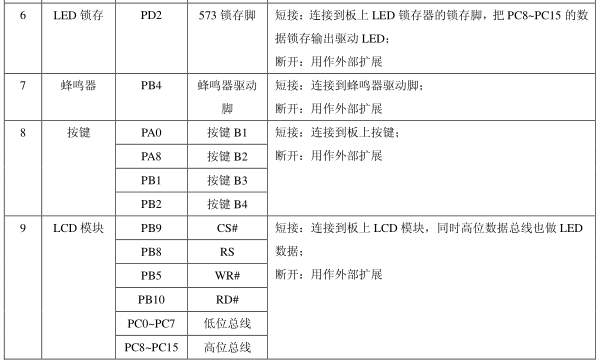 6 LED 锁存 PD2 573 锁存脚 短接：连接到板上 LED 锁存器的锁存脚，把 PC8~PC15 的数
据锁存输出驱动 LED；
断开：用作外部扩展
7 蜂鸣器 PB4 蜂鸣器驱动 短接：连接到蜂鸣器驱动脚；
脚 断开：用作外部扩展
8 按键 PA0 按键 B1 短接：连接到板上按键；
PA8 按键 B2 断开：用作外部扩展
PB1 按键 B3
PB2 按键 B4
9 LCD 模块 PB9 CS# 短接：连接到板上 LCD 模块，同时高位数据总线也做 LED
PB8 RS 数据；
PB5 WR# 断开：用作外部扩展
PB10 RD#
PC0~PC7 低位总线
PC8~PC15 高位总线